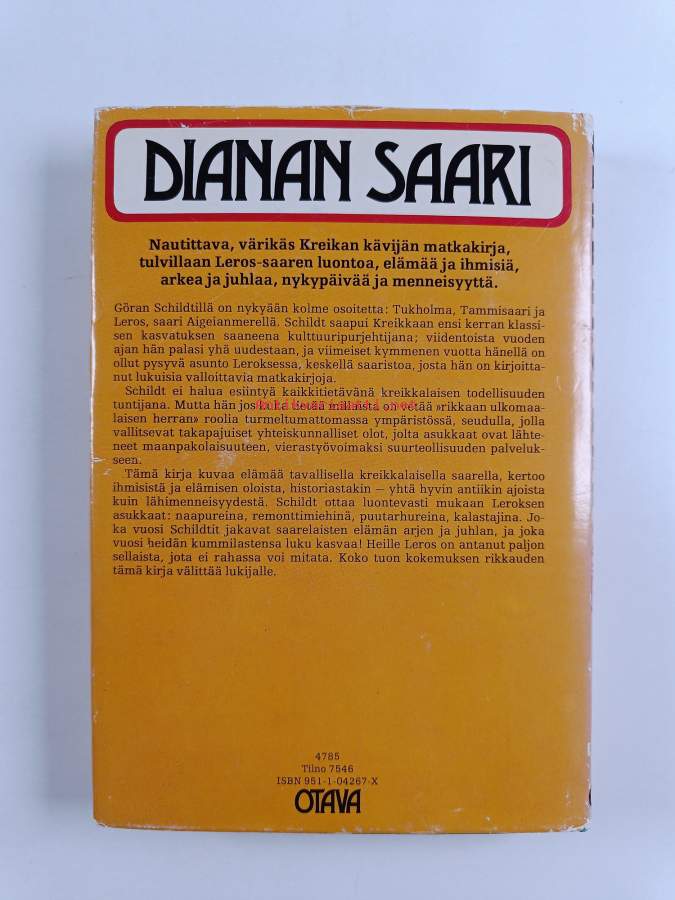 DIANAN SAARI
Nautittava, värikäs Kreikan kävijän matkakirja,
tulvillaan Leros-saaren luontoa, elämää ja ihmisiä,
arkea ja juhlaa, nykypäivää ja menneisyyttä.
Göran Schildtillä on nykyään kolme osoitetta: Tukholma, Tammisaari ja
Leros, saari Aigeianmerellä. Schildt saapui Kreikkaan ensi kerran klassi-
sen kasvatuksen saaneena kulttuuripurjehtijana; viidentoista vuoden
ajan hän palasi yhä uudestaan, ja viimeiset kymmenen vuotta hänellä on
ollut pysyvä asunto Leroksessa, keskellä saaristoa, josta hän on kirjoitta-
nut lukuisia valloittavia matkakirjoja.
Schildt ei halua esiintyä kaikkitietävänä kreikkalaisen todellisuuden
tuntijana. Mutta hän jos kuka tietää millaista on vetää »rikkaan ulkomaa-
laisen herran» roolia turmeltumattomassa ympäristössä, seudulla, jolla
vallitsevat takapajuiset yhteiskunnalliset olot, jolta asukkaat ovat lähte-
neet maanpakolaisuuteen, vierastyövoimaksi suurteollisuuden palveluk-
seen.
Tämä kirja kuvaa elämää tavallisella kreikkalaisella saarella, kertoo
ihmisistä ja elämisen oloista, historiastakin — yhtä hyvin antiikin ajoista
kuin lähimenneisyydestä. Schildt ottaa luontevasti mukaan Leroksen
asukkaat: naapureina, remonttimiehinä, puutarhureina, kalastajina. Jo-
ka vuosi Schildtit jakavat saarelaisten elämän arjen ja juhlan, ja joka
vuosi heidän kummilastensa luku kasvaa! Heille Leros on antanut paljon
sellaista, jota ei rahassa voi mitata. Koko tuon kokemuksen rikkauden
tämä kirja välittää lukijalle.
4785
Tilno 7546
ISBN 951-1-04267-X
OTAVA